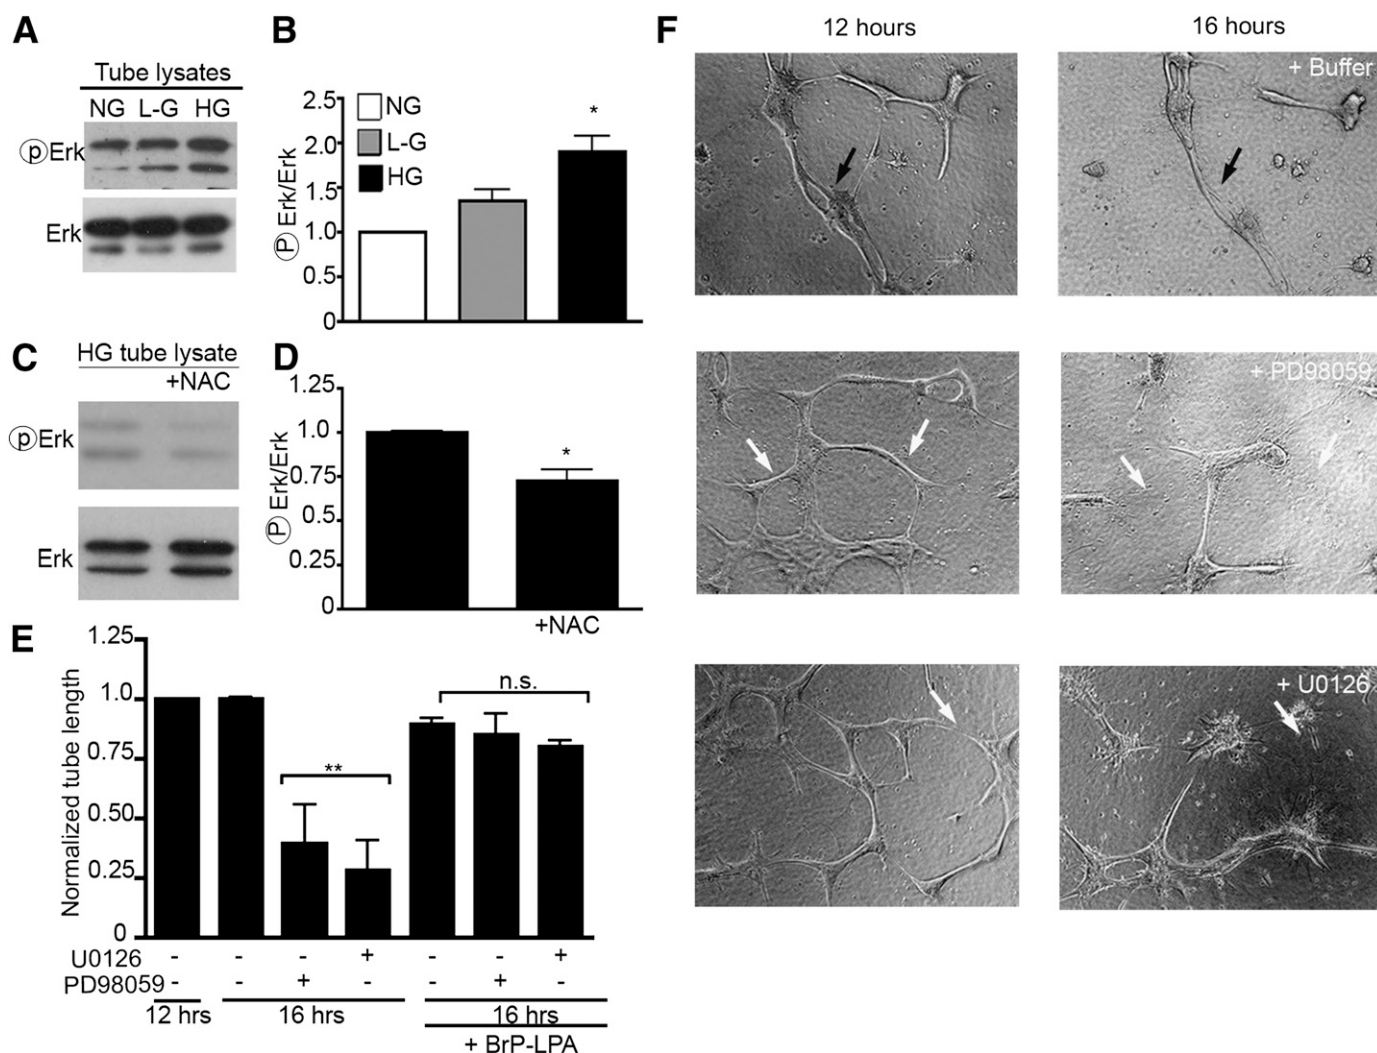 A
Tube lysates
NG L-G HG
pErk
Erk
B
2.5
2.0
1.5
1.0
0.5
0
PErk/Erk
NG
L-G
HG
*
C
HG tube lysate
+NAC
pErk
Erk
D
1.25
1.0
0.75
0.5
0.25
0
PErk/Erk
*
+NAC
E
1.25
1.0
0.75
0.50
0.25
0
Normalized tube length
**
n.s.
U0126 - - - + - - +
PD98059 - - + - - + -
12 hrs 16 hrs 16 hrs
+ BrP-LPA
F
12 hours 16 hours
+ Buffer
+ PD98059
+ U0126